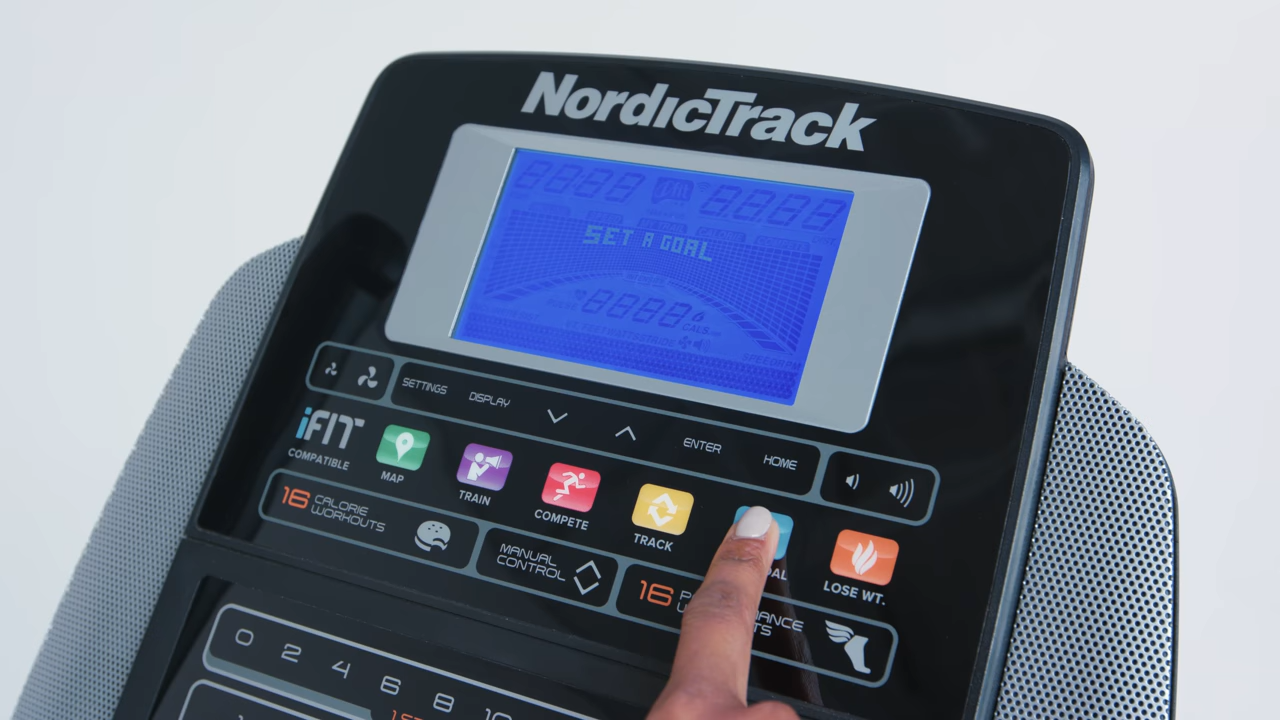 NordicTrack
SET A GOAL
SETTINGS
DISPLAY
ENTER
HOME
iFIT
COMPATIBLE
MAP
TRAIN
COMPETE
TRACK
LOSE WT.
16 CALORIE
WORKOUTS
MANUAL
CONTROL
16
0 2 4 6 8 10